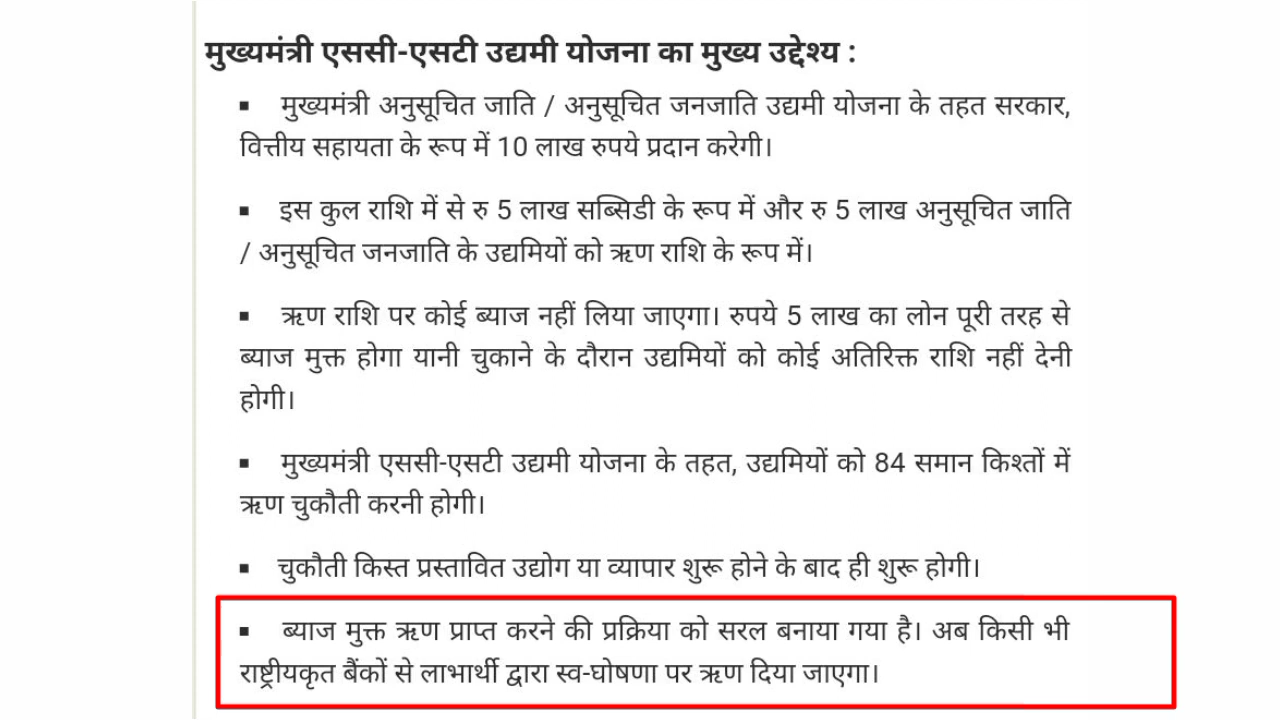 मुख्यमंत्री एससी-एसटी उद्यमी योजना का मुख्य उद्देश्य :
▪ मुख्यमंत्री अनुसूचित जाति / अनुसूचित जनजाति उद्यमी योजना के तहत सरकार,
वित्तीय सहायता के रूप में 10 लाख रुपये प्रदान करेगी।
▪ इस कुल राशि में से रु 5 लाख सब्सिडी के रूप में और रु 5 लाख अनुसूचित जाति
/ अनुसूचित जनजाति के उद्यमियों को ऋण राशि के रूप में।
▪ ऋण राशि पर कोई ब्याज नहीं लिया जाएगा। रुपये 5 लाख का लोन पूरी तरह से
ब्याज मुक्त होगा यानी चुकाने के दौरान उद्यमियों को कोई अतिरिक्त राशि नहीं देनी
होगी।
▪ मुख्यमंत्री एससी-एसटी उद्यमी योजना के तहत, उद्यमियों को 84 समान किश्तों में
ऋण चुकौती करनी होगी।
▪ चुकौती किस्त प्रस्तावित उद्योग या व्यापार शुरू होने के बाद ही शुरू होगी।
▪ ब्याज मुक्त ऋण प्राप्त करने की प्रक्रिया को सरल बनाया गया है। अब किसी भी
राष्ट्रीयकृत बैंकों से लाभार्थी द्वारा स्व-घोषणा पर ऋण दिया जाएगा।